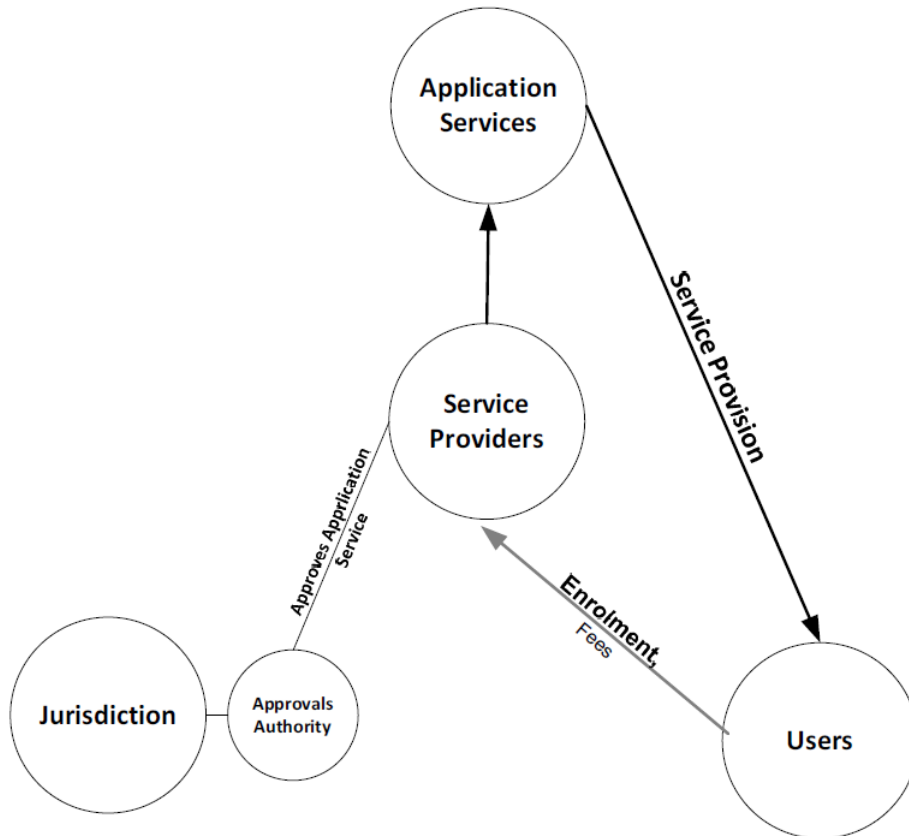 Application
Services
Service Provision
Service
Providers
Approves Application
Service
Enrolment,
Fees
Jurisdiction
Approvals
Authority
Users